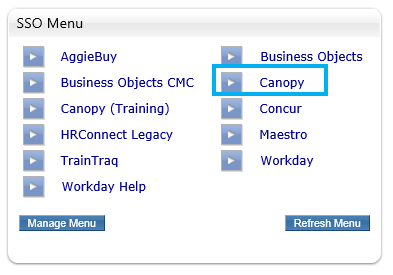 SSO Menu
AggieBuy Business Objects
Business Objects CMC Canopy
Canopy (Training) Concur
HRConnect Legacy Maestro
TrainTraq Workday
Workday Help
Manage Menu Refresh Menu